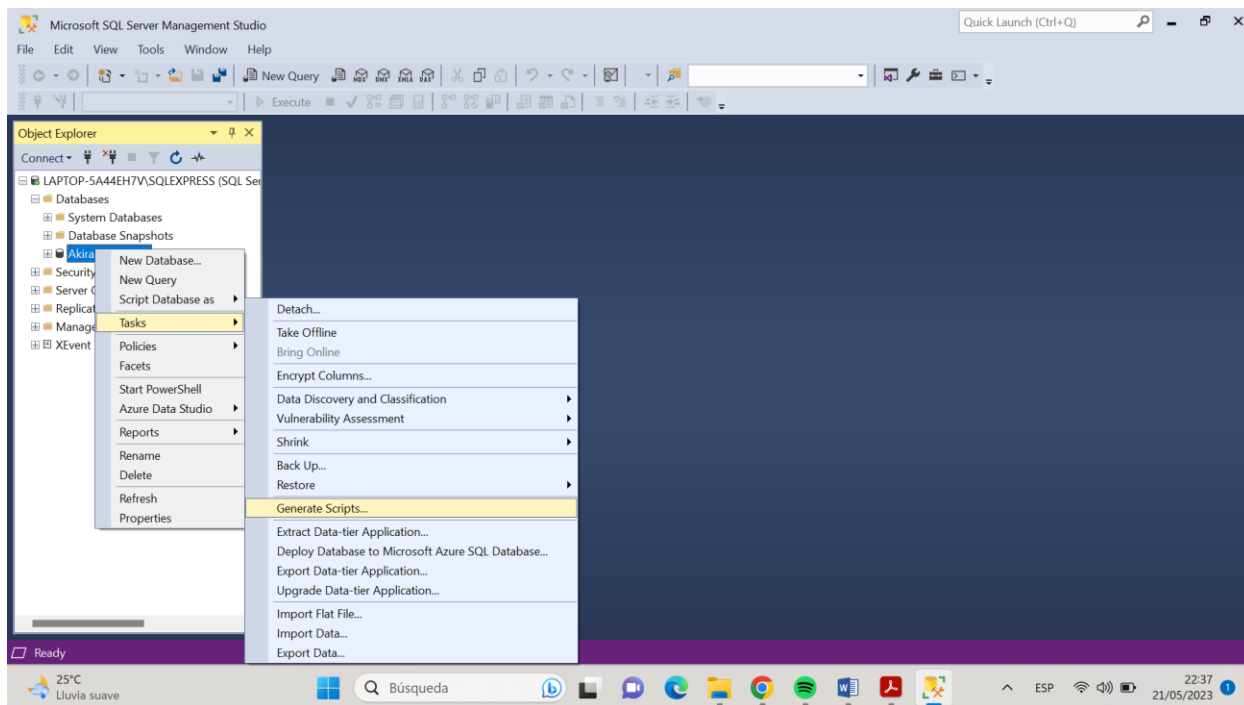 Microsoft SQL Server Management Studio
Quick Launch (Ctrl+Q)
File Edit View Tools Window Help
New Query
Execute
Object Explorer
Connect
LAPTOP-5A44EH7V\SQLEXPRESS (SQL Ser
Databases
System Databases
Database Snapshots
Akira
Security
Server
Replicat
Manage
XEvent
New Database...
New Query
Script Database as
Tasks
Policies
Facets
Start PowerShell
Azure Data Studio
Reports
Rename
Delete
Refresh
Properties
Detach...
Take Offline
Bring Online
Encrypt Columns...
Data Discovery and Classification
Vulnerability Assessment
Shrink
Back Up...
Restore
Generate Scripts...
Extract Data-tier Application...
Deploy Database to Microsoft Azure SQL Database...
Export Data-tier Application...
Upgrade Data-tier Application...
Import Flat File...
Import Data...
Export Data...
Ready
25°C
Lluvia suave
Búsqueda
ESP
22:37
21/05/2023
1